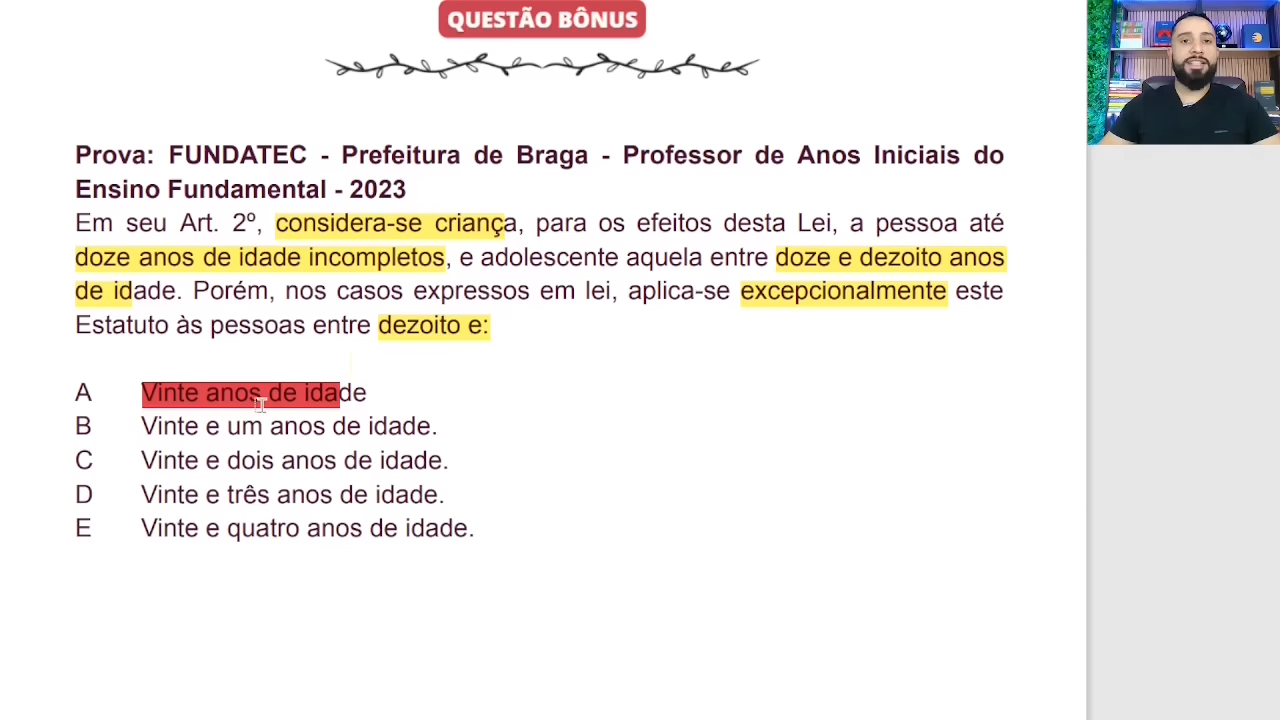 QUESTÃO BÔNUS
Prova: FUNDATEC - Prefeitura de Braga - Professor de Anos Iniciais do
Ensino Fundamental - 2023
Em seu Art. 2º, considera-se criança, para os efeitos desta Lei, a pessoa até
doze anos de idade incompletos, e adolescente aquela entre doze e dezoito anos
de idade. Porém, nos casos expressos em lei, aplica-se excepcionalmente este
Estatuto às pessoas entre dezoito e:
A Vinte anos de idade
B Vinte e um anos de idade.
C Vinte e dois anos de idade.
D Vinte e três anos de idade.
E Vinte e quatro anos de idade.